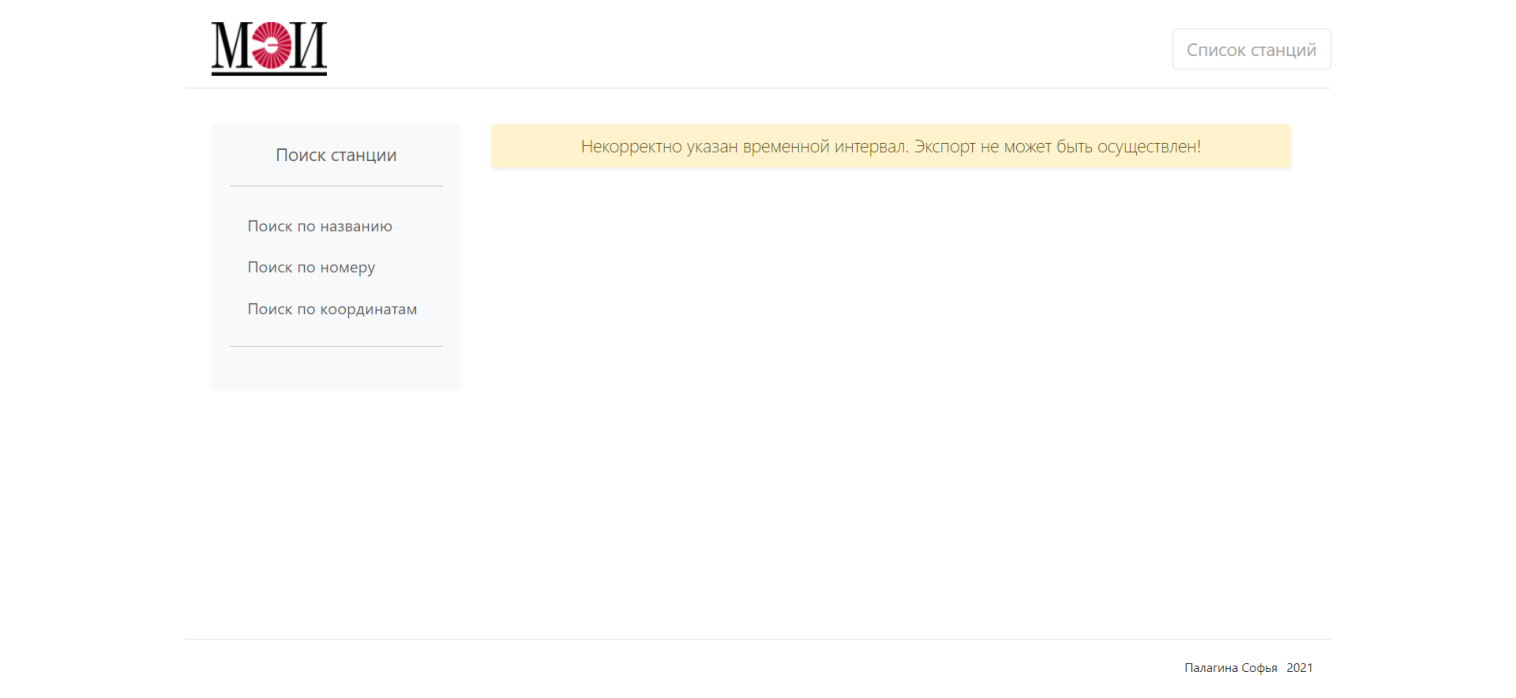 МЭИ
Список станций
Поиск станции
Некорректно указан временной интервал. Экспорт не может быть осуществлен!
Поиск по названию
Поиск по номеру
Поиск по координатам
Палагина Софья 2021